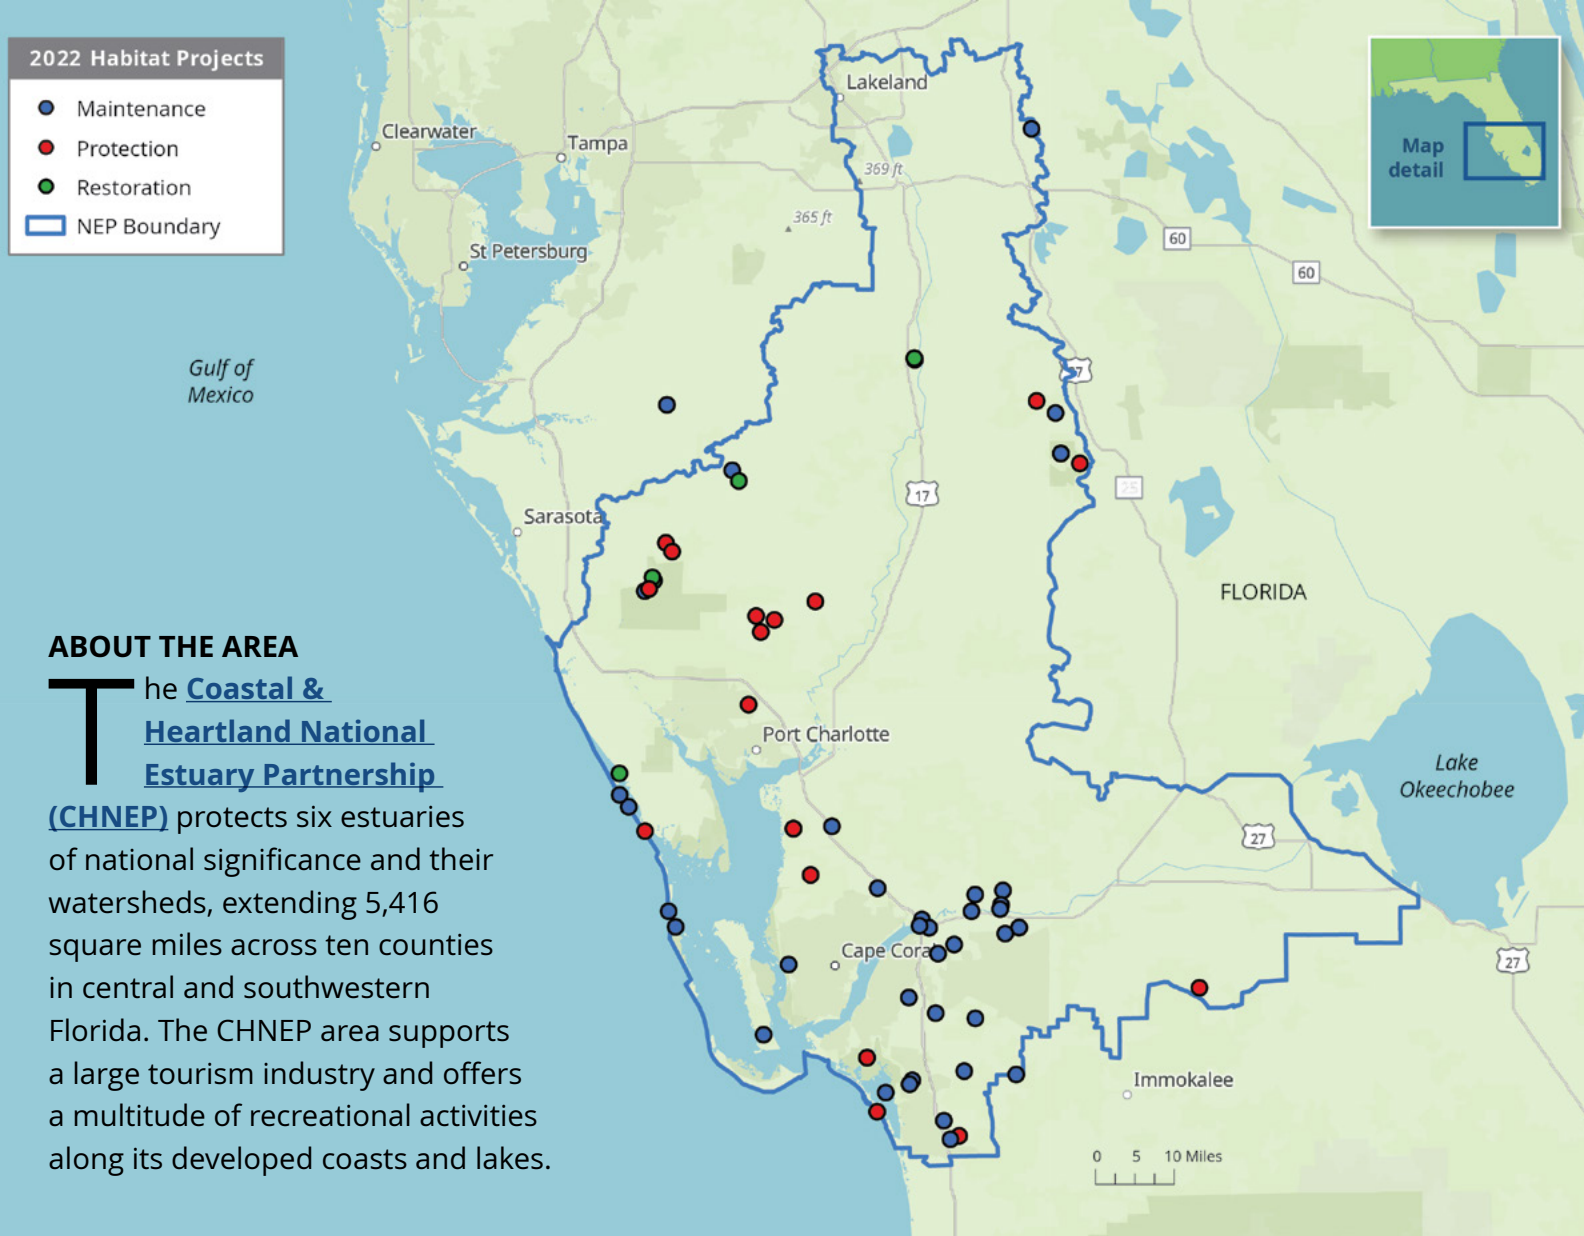 2022 Habitat Projects
Maintenance
Protection
Restoration
NEP Boundary
Lakeland
Clearwater
Tampa
369 ft
365 ft
St Petersburg
Map
detail
60
60
Gulf of
Mexico
17
25
Sarasota
FLORIDA
Port Charlotte
Lake
Okeechobee
27
Cape Coral
27
Immokalee
0 5 10 Miles
ABOUT THE AREA
The Coastal &
Heartland National
Estuary Partnership
(CHNEP) protects six estuaries
of national significance and their
watersheds, extending 5,416
square miles across ten counties
in central and southwestern
Florida. The CHNEP area supports
a large tourism industry and offers
a multitude of recreational activities
along its developed coasts and lakes.